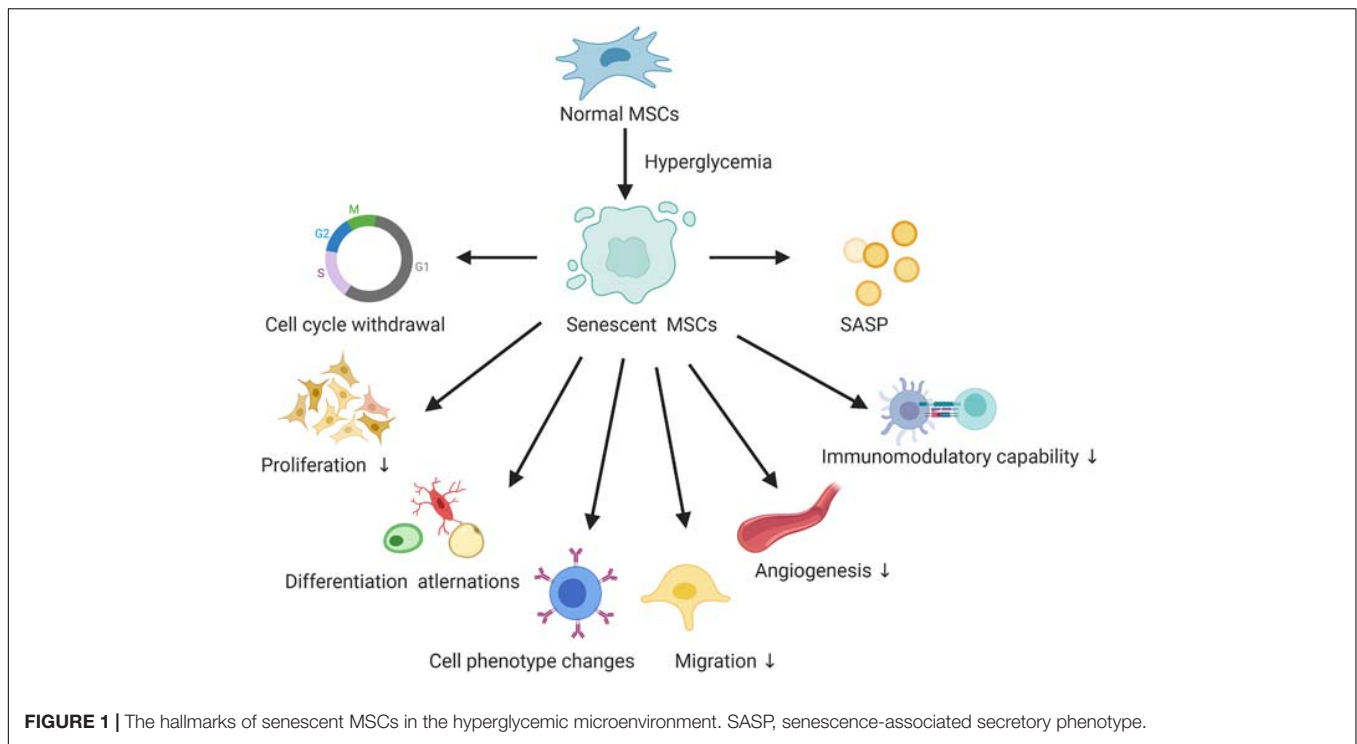 Normal MSCs
Hyperglycemia
M
G2
S
G1
Cell cycle withdrawal
Senescent MSCs
SASP
Proliferation ↓
Immunomodulatory capability ↓
Differentiation atlernations
Angiogenesis ↓
Cell phenotype changes
Migration ↓
FIGURE 1 | The hallmarks of senescent MSCs in the hyperglycemic microenvironment. SASP, senescence-associated secretory phenotype.